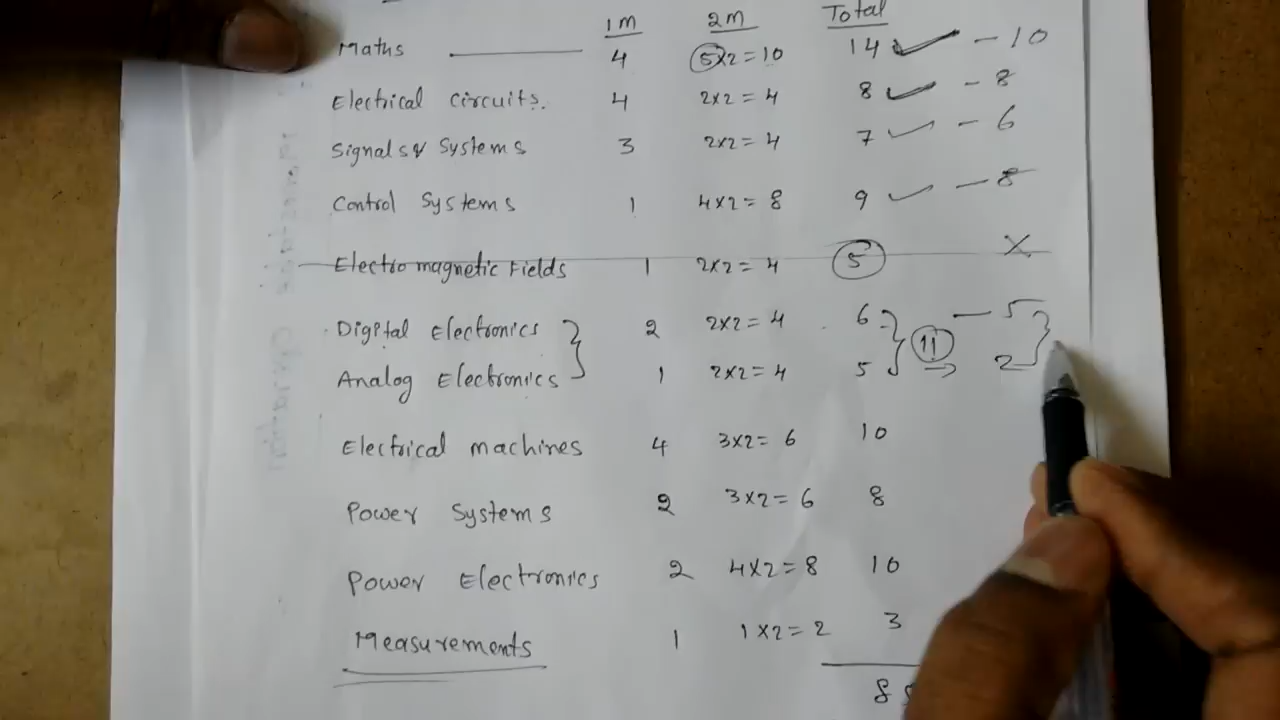 1M 2M Total
Maths 4 5x2=10 14 - 10
Electrical circuits. 4 2x2=4 8 - 8
Signals & Systems 3 2x2=4 7 - 6
Control Systems 1 4x2=8 9 - 8
Electro magnetic Fields 1 2x2=4 5 X
Digital electronics 2 2x2=4 6 - 5
11
Analog Electronics 1 2x2=4 5 → 2
Electrical machines 4 3x2=6 10
Power Systems 2 3x2=6 8
Power Electronics 2 4x2=8 10
Measurements 1 1x2=2 3